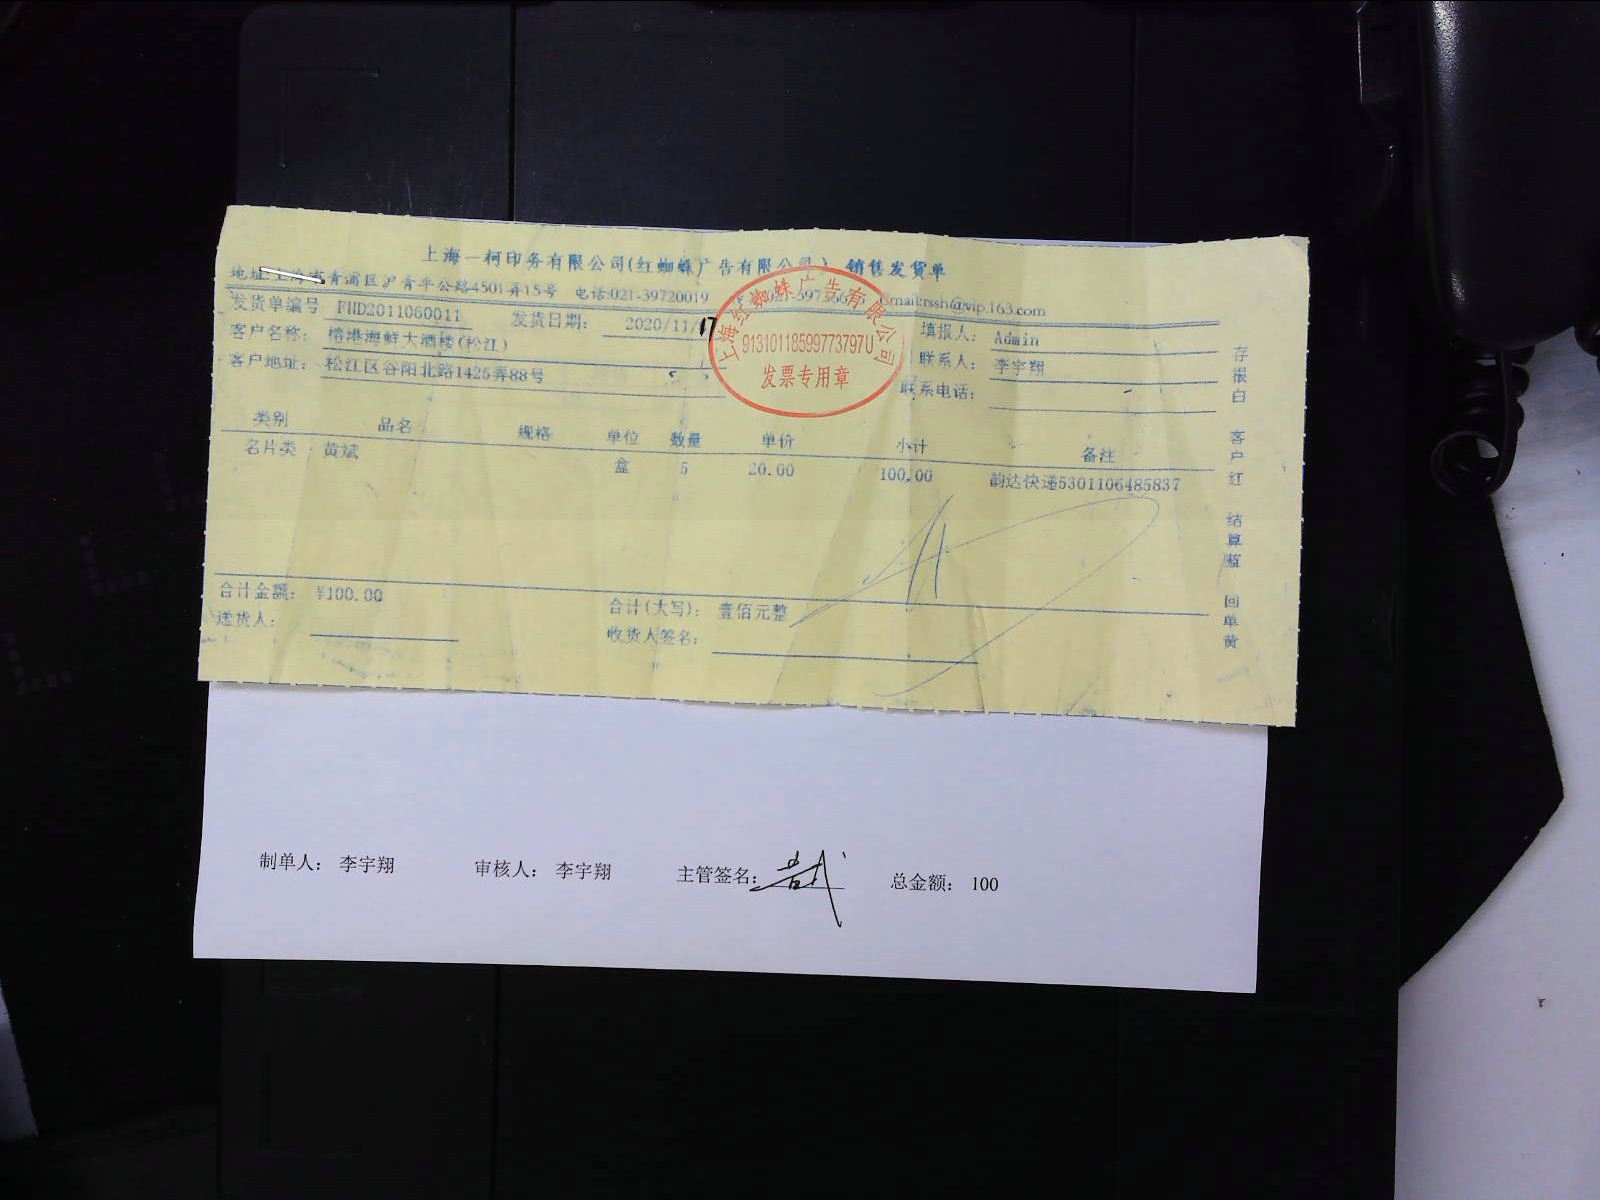 上海一柯印务有限公司(红蜘蛛广告有限公司) 销售发货单
地址:上海市青浦区沪青平公路4501弄15号 电话:021-39720019 Email:rssh@vip.163.com
发货单编号 FHD2011060011 发货日期: 2020/11/17 填报人: Admin
客户名称: 榕港海鲜大酒楼(松江) 联系人: 李宇翔
客户地址: 松江区谷阳北路1425弄88号 联系电话:
上海红蜘蛛广告有限公司
91310118599773797U
发票专用章
类别 品名 规格 单位 数量 单价 小计 备注
名片类 黄斌 盒 5 20.00 100.00 韵达快递5301106485837
合计金额: ¥100.00 合计(大写): 壹佰元整
送货人: 收货人签名:
存根白 客户红 结算蓝 回单黄
制单人: 李宇翔 审核人: 李宇翔 主管签名: 总金额: 100